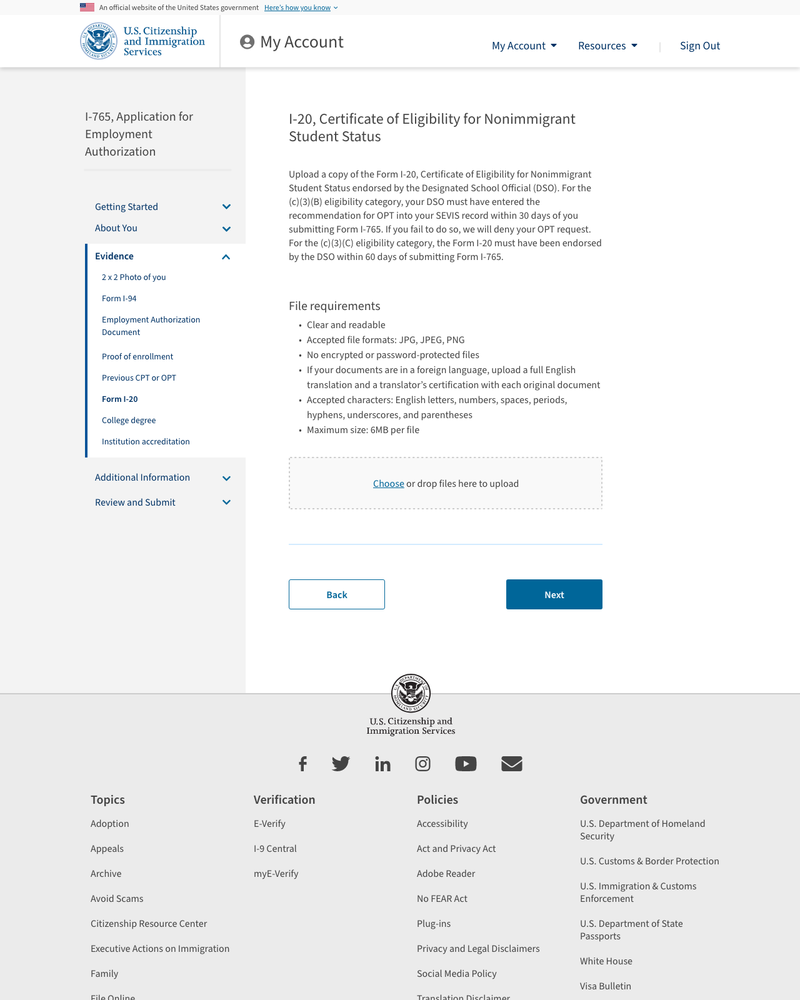 An official website of the United States government Here's how you know
U.S. Citizenship
and Immigration
Services
My Account
My Account
Resources
Sign Out
I-765, Application for
Employment
Authorization
Getting Started
About You
Evidence
2 x 2 Photo of you
Form I-94
Employment Authorization
Document
Proof of enrollment
Previous CPT or OPT
Form I-20
College degree
Institution accreditation
Additional Information
Review and Submit
I-20, Certificate of Eligibility for Nonimmigrant
Student Status
Upload a copy of the Form I-20, Certificate of Eligibility for Nonimmigrant
Student Status endorsed by the Designated School Official (DSO). For the
(c)(3)(B) eligibility category, your DSO must have entered the
recommendation for OPT into your SEVIS record within 30 days of you
submitting Form I-765. If you fail to do so, we will deny your OPT request.
For the (c)(3)(C) eligibility category, the Form I-20 must have been endorsed
by the DSO within 60 days of submitting Form I-765.
File requirements
• Clear and readable
• Accepted file formats: JPG, JPEG, PNG
• No encrypted or password-protected files
• If your documents are in a foreign language, upload a full English
translation and a translator’s certification with each original document
• Accepted characters: English letters, numbers, spaces, periods,
hyphens, underscores, and parentheses
• Maximum size: 6MB per file
Choose or drop files here to upload
Back
Next
U.S. DEPARTMENT OF
HOMELAND SECURITY
U.S. Citizenship and
Immigration Services
Topics
Adoption
Appeals
Archive
Avoid Scams
Citizenship Resource Center
Executive Actions on Immigration
Family
File Online
Verification
E-Verify
I-9 Central
myE-Verify
Policies
Accessibility
Act and Privacy Act
Adobe Reader
No FEAR Act
Plug-ins
Privacy and Legal Disclaimers
Social Media Policy
Translation Disclaimer
Government
U.S. Department of Homeland
Security
U.S. Customs & Border Protection
U.S. Immigration & Customs
Enforcement
U.S. Department of State
Passports
White House
Visa Bulletin